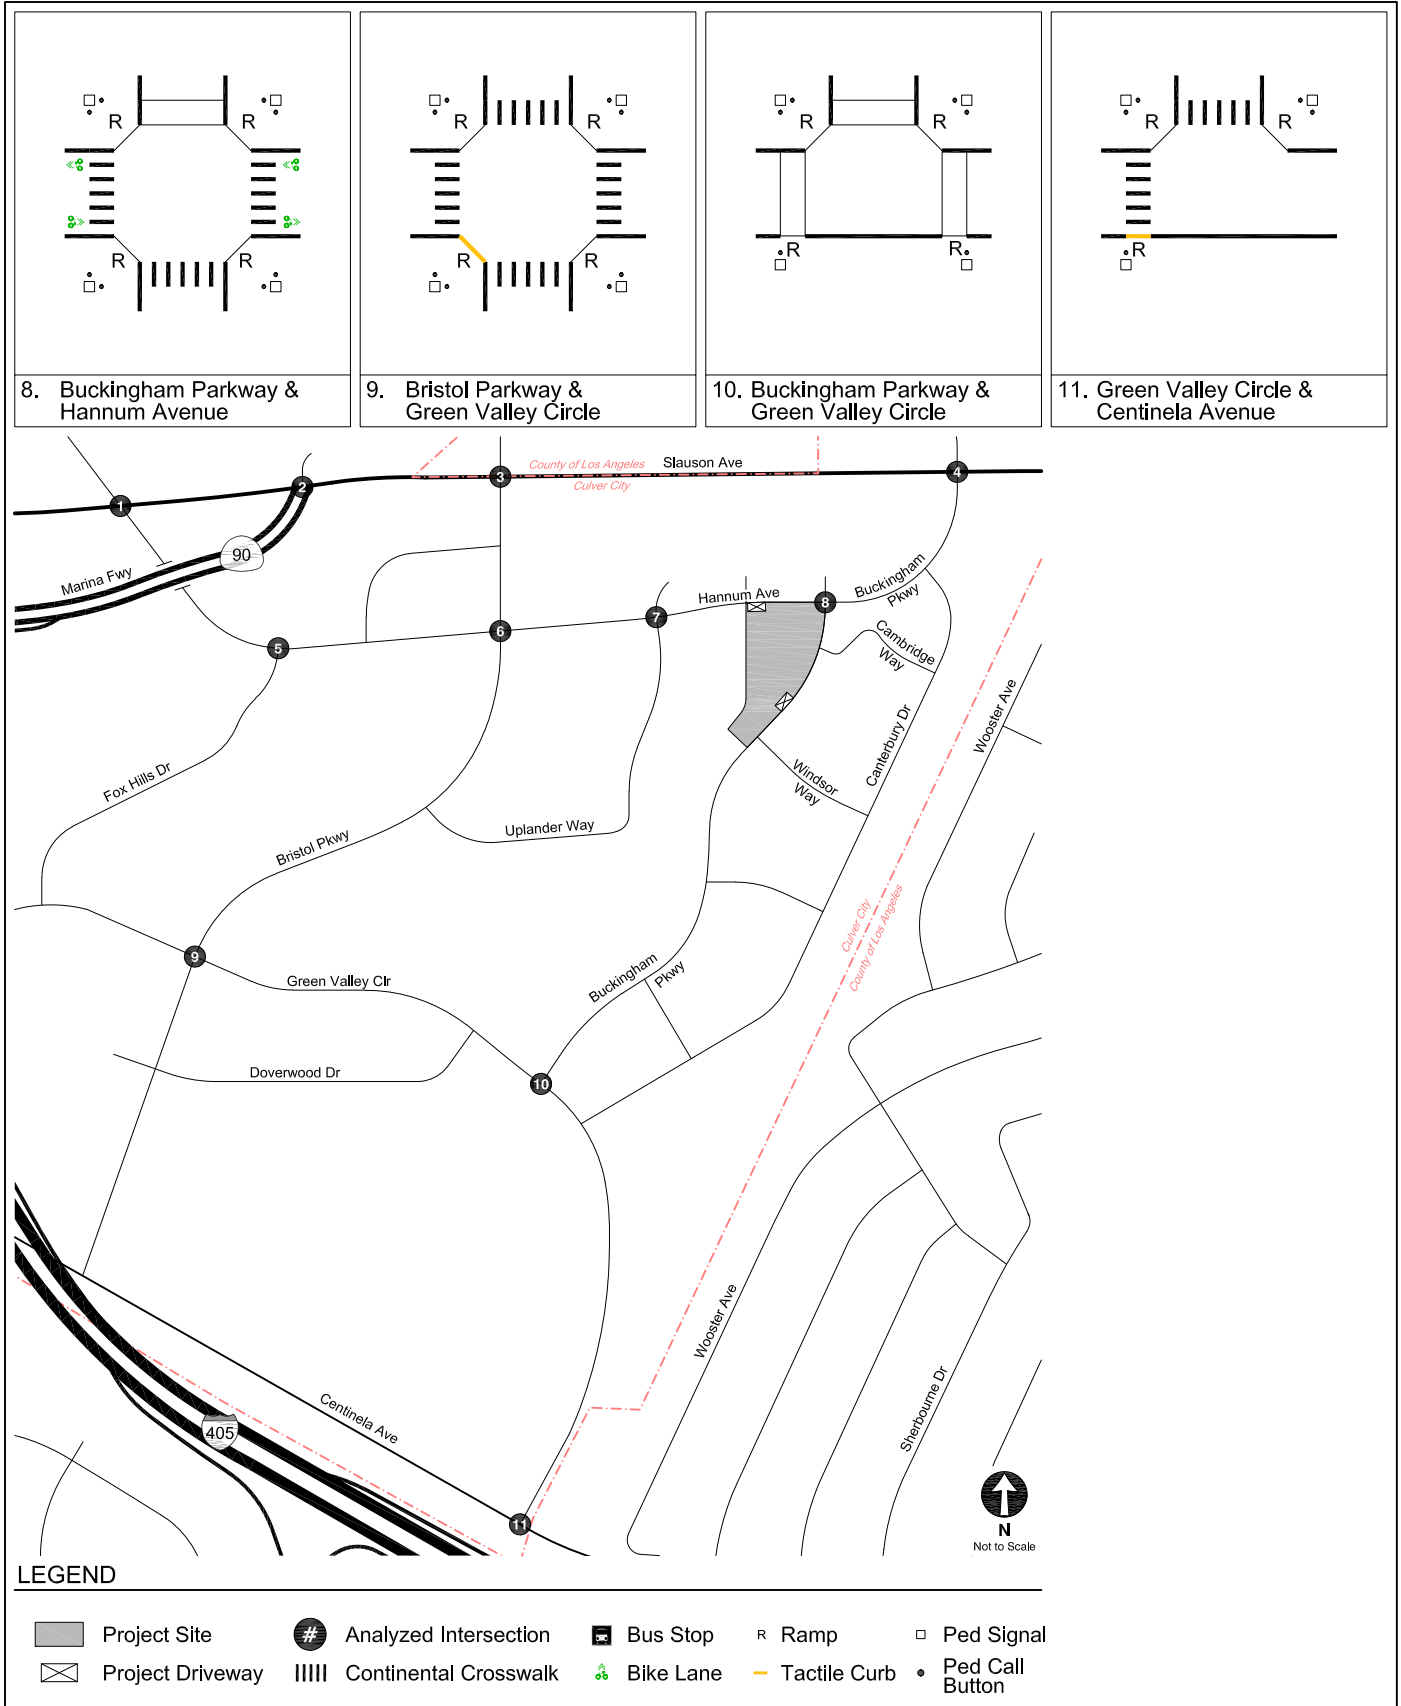 R R
R R
8. Buckingham Parkway &
Hannum Avenue
R R
R R
9. Bristol Parkway &
Green Valley Circle
R R
R R
10. Buckingham Parkway &
Green Valley Circle
R R
R
11. Green Valley Circle &
Centinela Avenue
County of Los Angeles
Slauson Ave
Culver City
1
2
3
4
90
Marina Fwy
Buckingham
Pkwy
Hannum Ave
8
7
6
5
Cambridge
Way
Wooster Ave
Canterbury Dr
Windsor
Way
Fox Hills Dr
Uplander Way
Bristol Pkwy
Culver City
County of Los Angeles
9
Green Valley Clr
Buckingham
Pkwy
Doverwood Dr
10
Wooster Ave
Centinela Ave
Sherbourne Dr
405
11
N
Not to Scale
LEGEND
Project Site
# Analyzed Intersection
Bus Stop
R Ramp
Ped Signal
Project Driveway
Continental Crosswalk
Bike Lane
Tactile Curb
Ped Call
Button